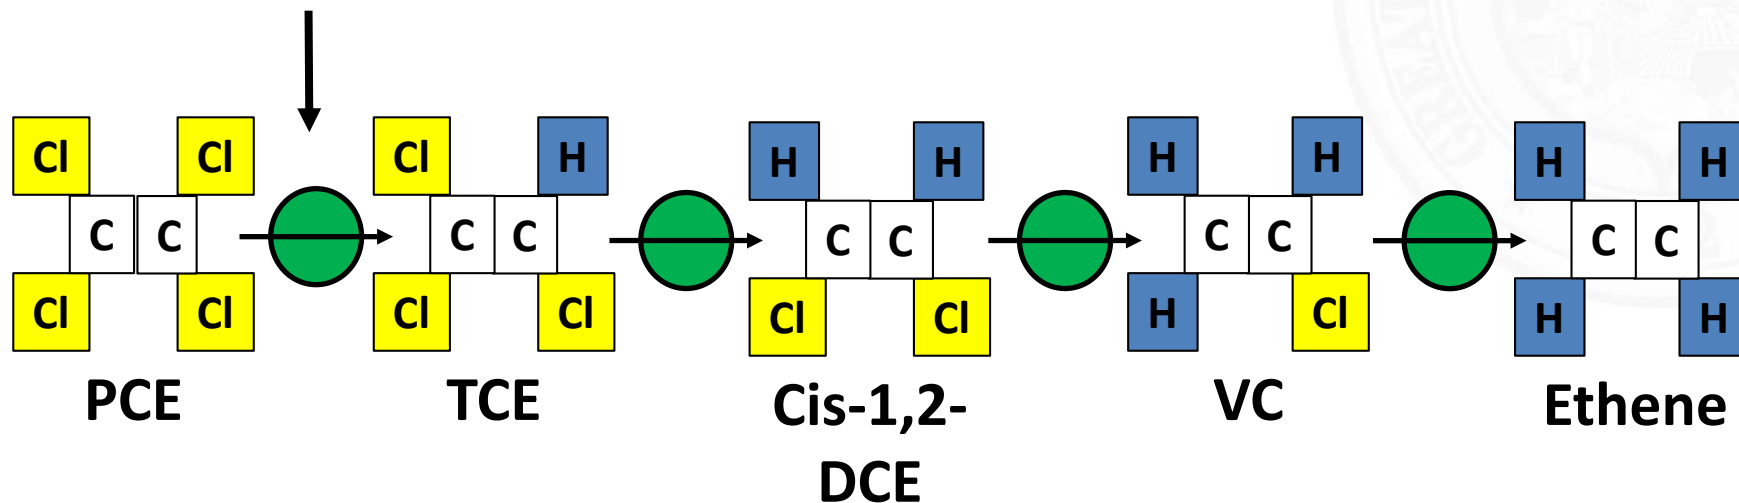 Cl Cl Cl H H H H H H H
C C C C C C C C C C
Cl Cl Cl Cl Cl Cl H Cl H H
PCE TCE Cis-1,2- VC Ethene
DCE